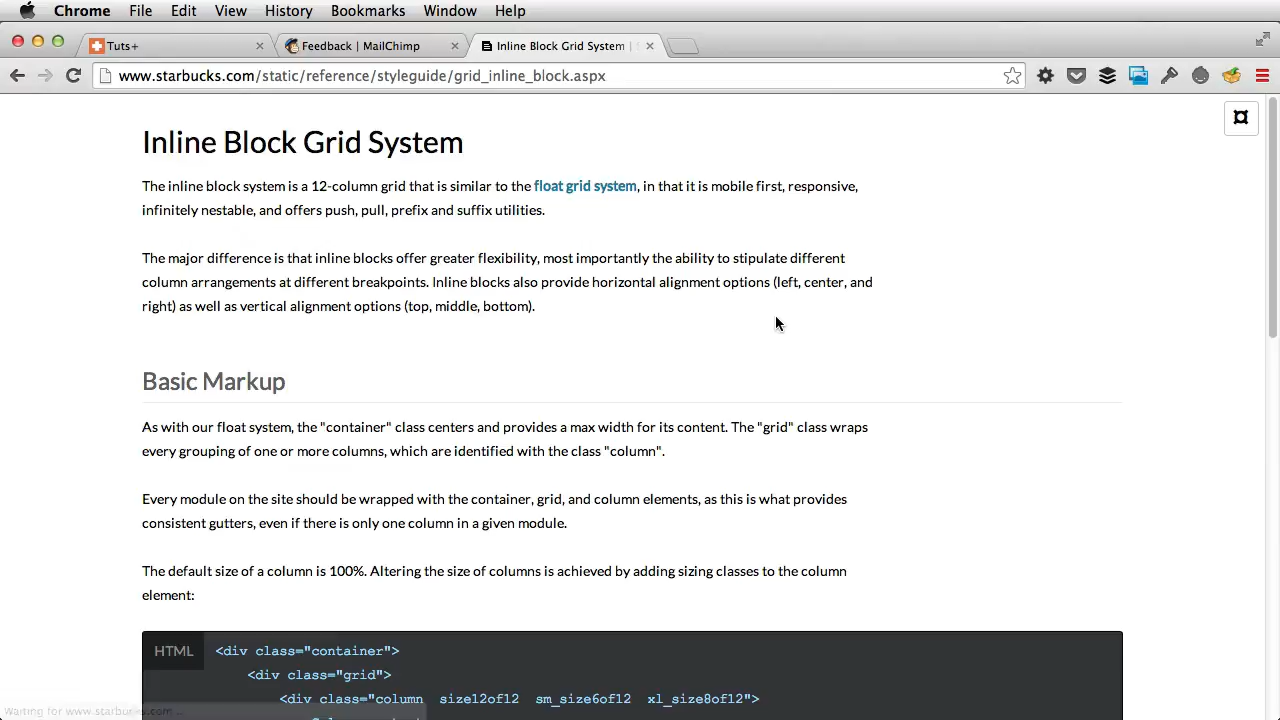 Chrome File Edit View History Bookmarks Window Help
Tuts+ Feedback | MailChimp Inline Block Grid System |
www.starbucks.com/static/reference/styleguide/grid_inline_block.aspx
Inline Block Grid System
The inline block system is a 12-column grid that is similar to the float grid system, in that it is mobile first, responsive,
infinitely nestable, and offers push, pull, prefix and suffix utilities.
The major difference is that inline blocks offer greater flexibility, most importantly the ability to stipulate different
column arrangements at different breakpoints. Inline blocks also provide horizontal alignment options (left, center, and
right) as well as vertical alignment options (top, middle, bottom).
Basic Markup
As with our float system, the "container" class centers and provides a max width for its content. The "grid" class wraps
every grouping of one or more columns, which are identified with the class "column".
Every module on the site should be wrapped with the container, grid, and column elements, as this is what provides
consistent gutters, even if there is only one column in a given module.
The default size of a column is 100%. Altering the size of columns is achieved by adding sizing classes to the column
element:
HTML <div class="container">
<div class="grid">
<div class="column size12of12 sm_size6of12 xl_size8of12">
Waiting for www.starbucks.com ...